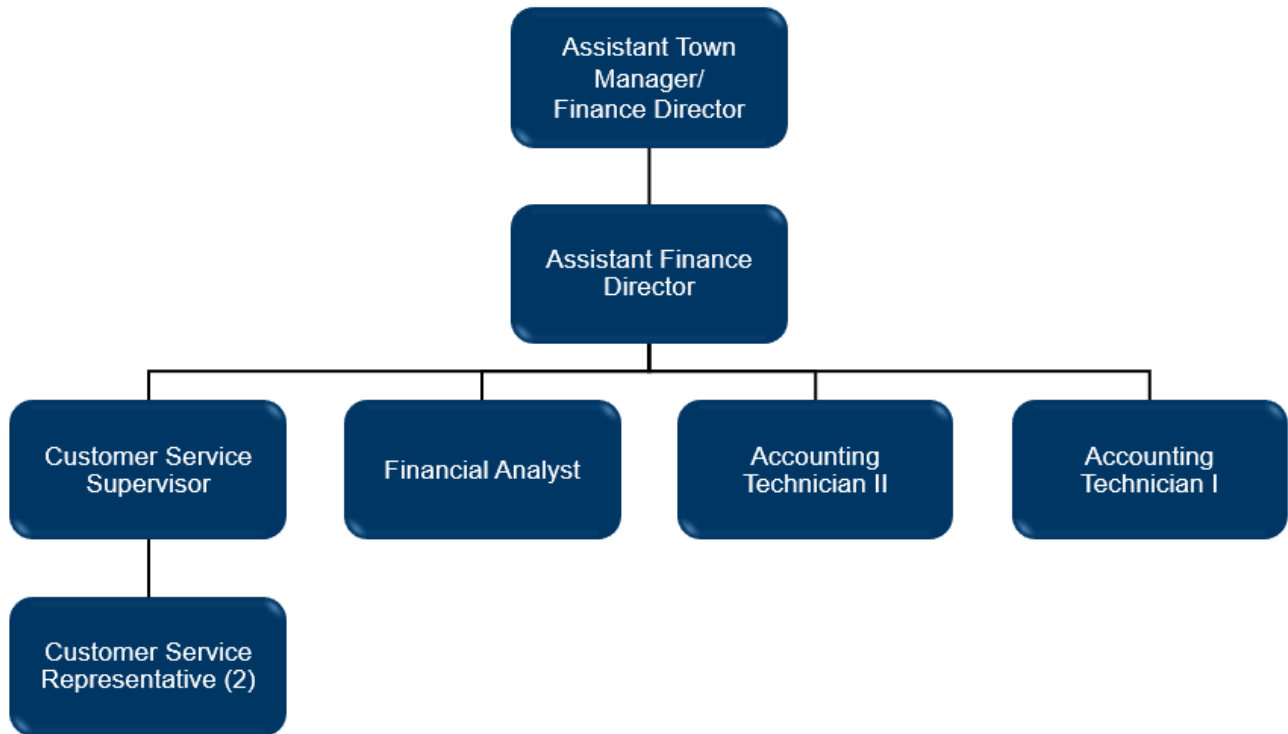 Assistant Town
Manager/
Finance Director
Assistant Finance
Director
Customer Service
Supervisor
Financial Analyst
Accounting
Technician II
Accounting
Technician I
Customer Service
Representative (2)